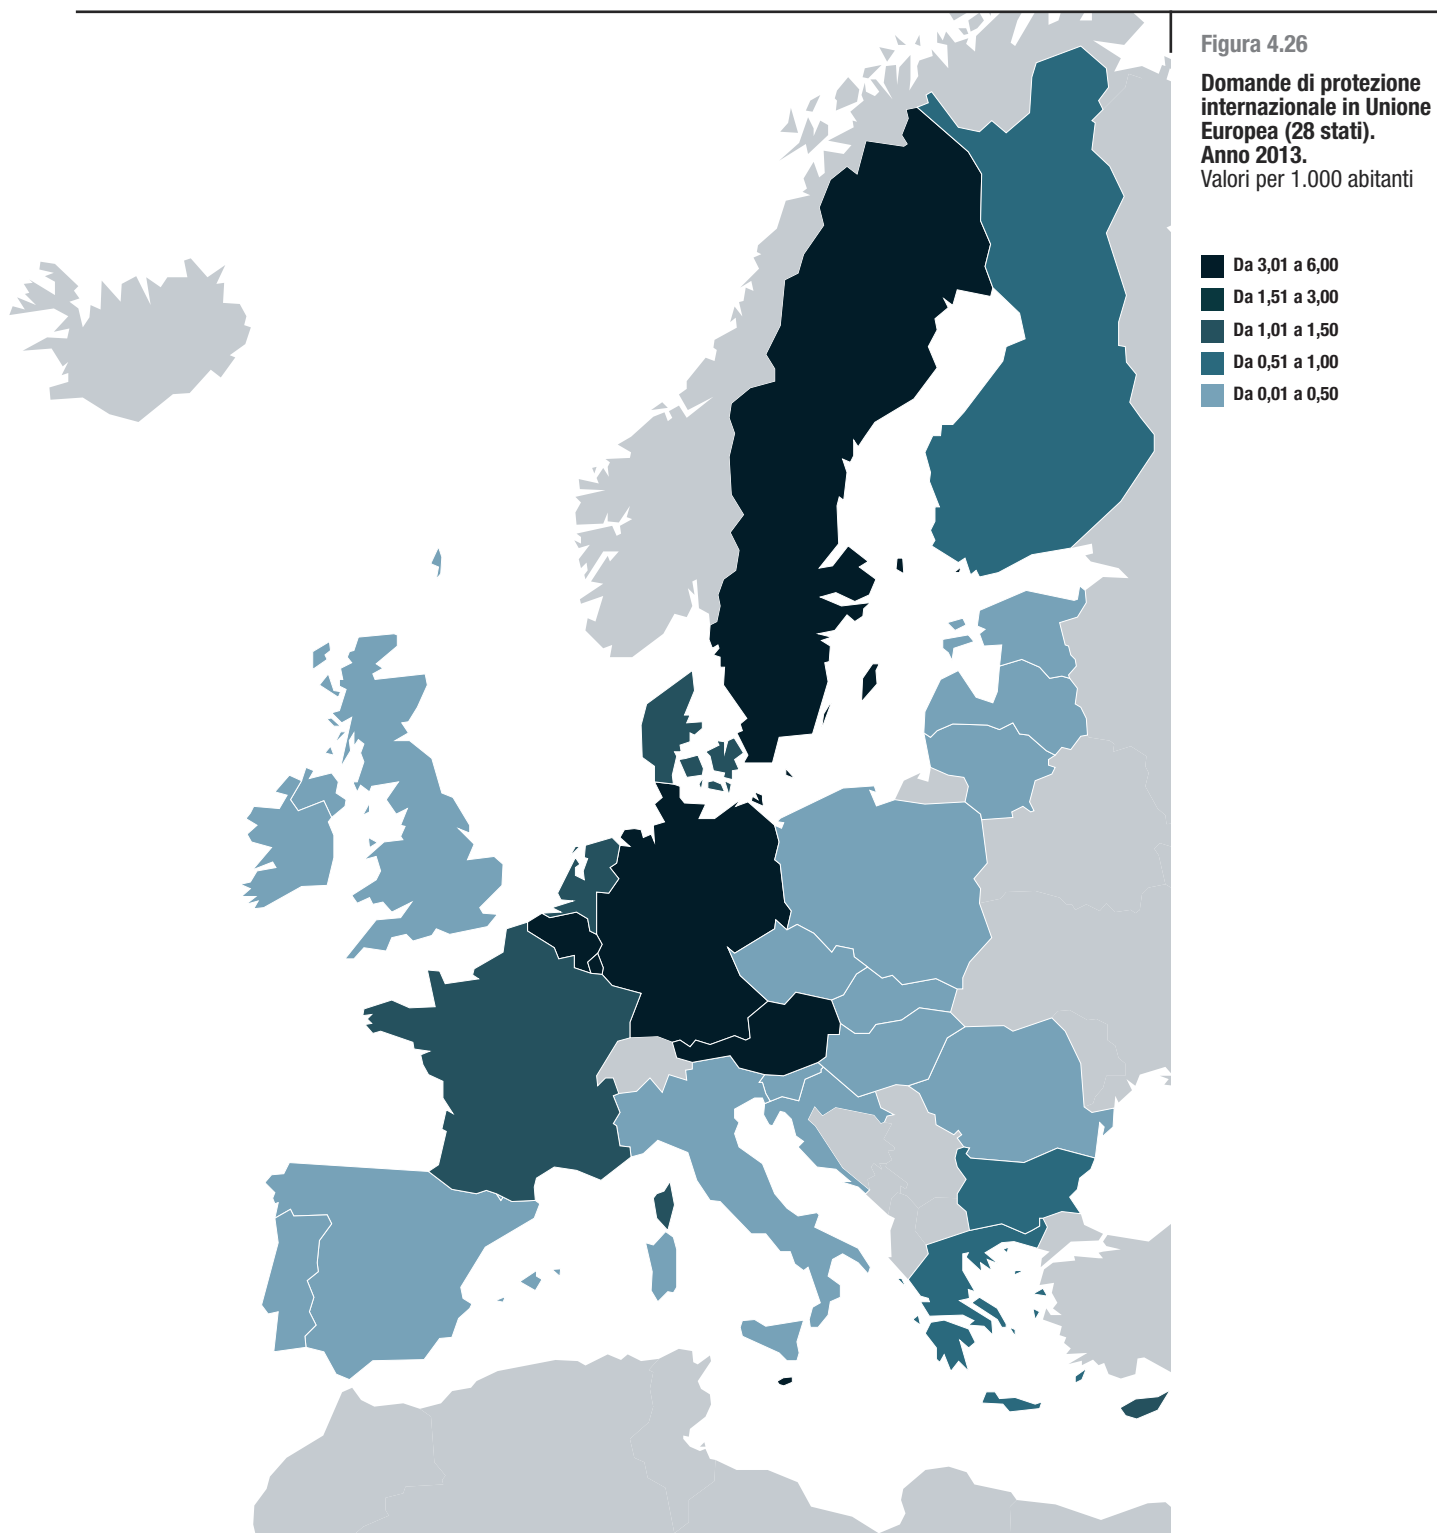 Figura 4.26
Domande di protezione
internazionale in Unione
Europea (28 stati).
Anno 2013.
Valori per 1.000 abitanti
Da 3,01 a 6,00
Da 1,51 a 3,00
Da 1,01 a 1,50
Da 0,51 a 1,00
Da 0,01 a 0,50